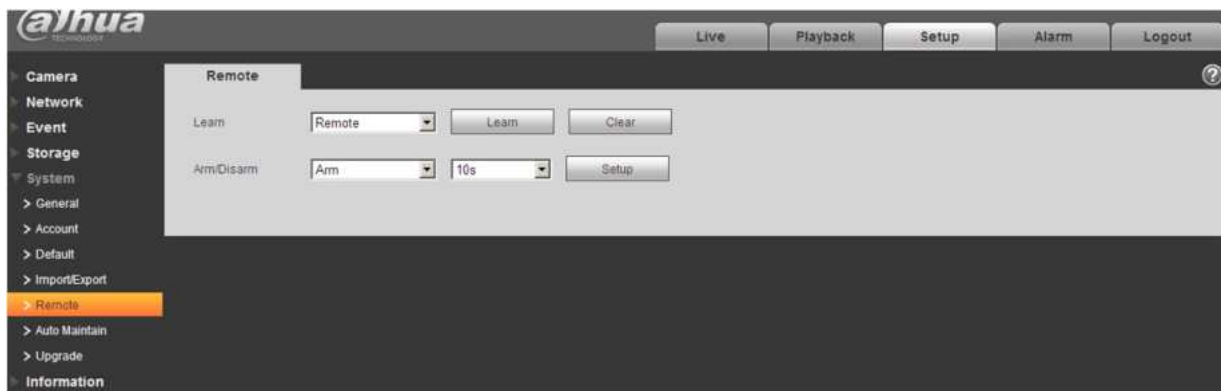 alhua
TECHNOLOGY
Live Playback Setup Alarm Logout
Camera
Network
Event
Storage
System
> General
> Account
> Default
> Import/Export
> Remote
> Auto Maintain
> Upgrade
Information
Remote
?
Learn Remote Learn Clear
Arm/Disarm Arm 10s Setup